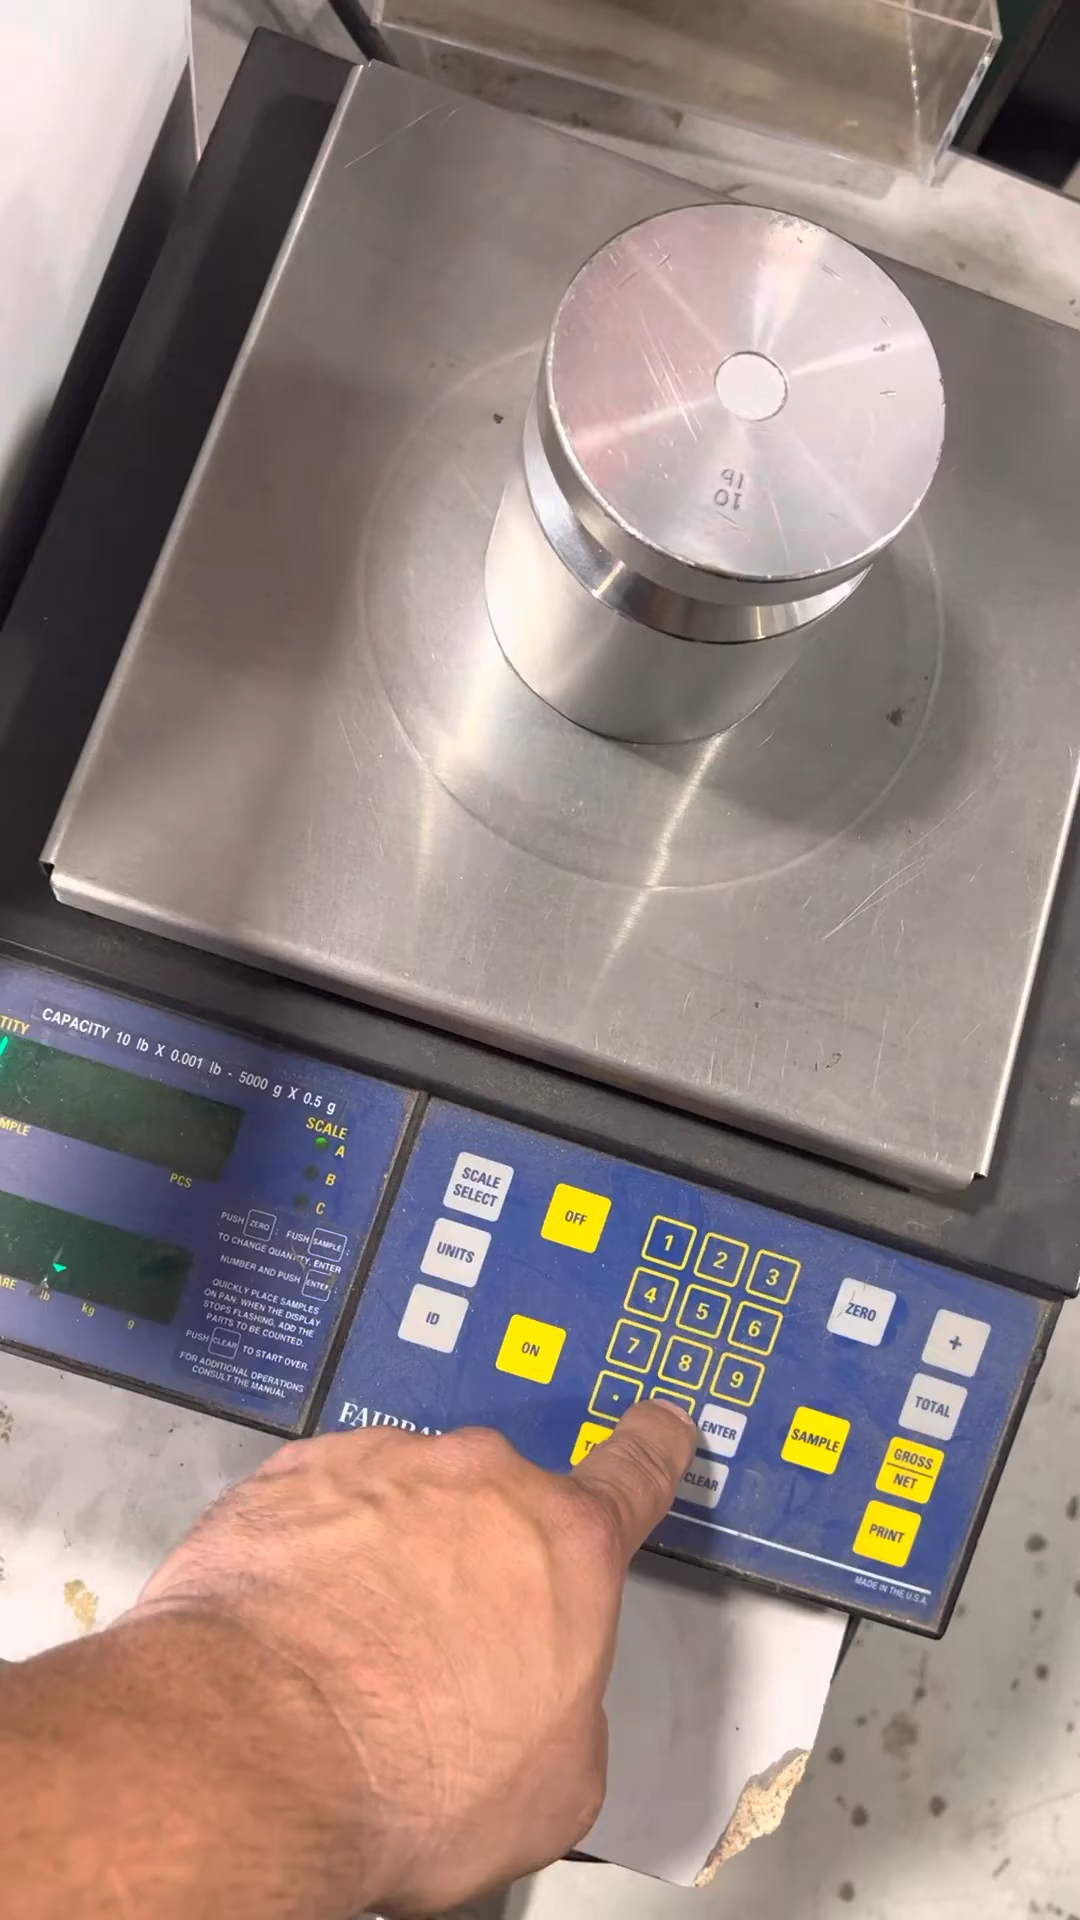 10
lb
CAPACITY 10 lb X 0.001 lb - 5000 g X 0.5 g
SCALE
A
B
C
PCS
lb
kg
g
PUSH ZERO ; PUSH SAMPLE ;
TO CHANGE QUANTITY, ENTER
NUMBER AND PUSH ENTER ;
QUICKLY PLACE SAMPLES
ON PAN: WHEN THE DISPLAY
STOPS FLASHING, ADD THE
PARTS TO BE COUNTED.
PUSH CLEAR TO START OVER.
FOR ADDITIONAL OPERATIONS
CONSULT THE MANUAL
SCALE
SELECT
UNITS
ID
OFF
ON
1
2
3
4
5
6
7
8
9
.
ENTER
CLEAR
ZERO
+
TOTAL
SAMPLE
GROSS
NET
PRINT
MADE IN THE U.S.A.